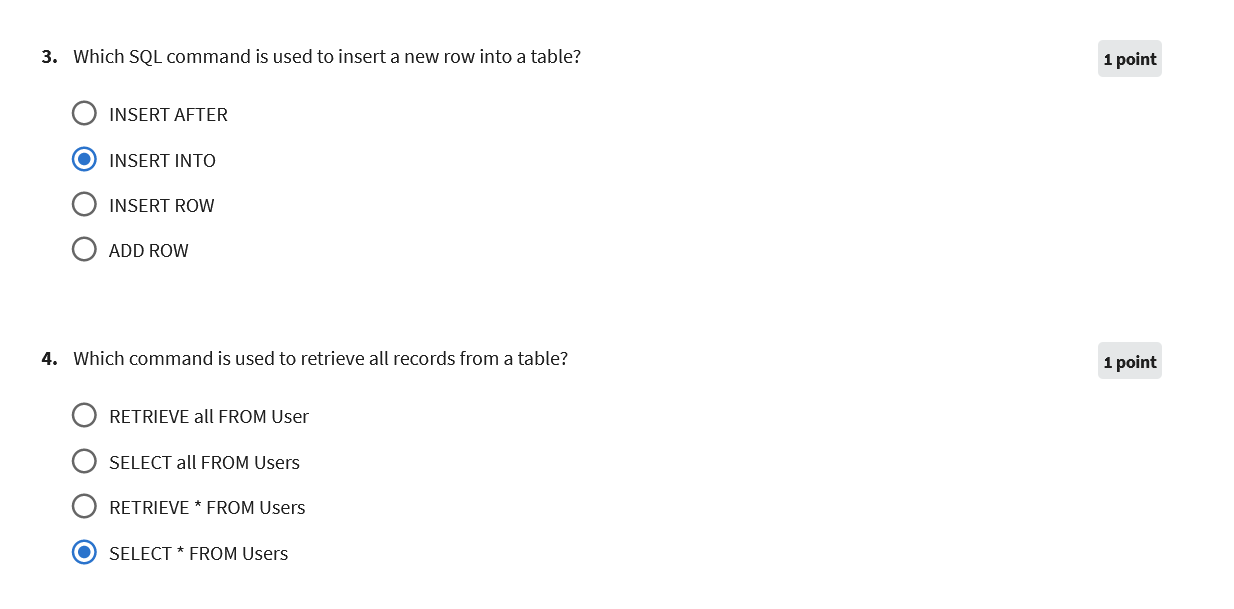 3. Which SQL command is used to insert a new row into a table?
1 point
INSERT AFTER
INSERT INTO
INSERT ROW
ADD ROW
4. Which command is used to retrieve all records from a table?
1 point
RETRIEVE all FROM User
SELECT all FROM Users
RETRIEVE * FROM Users
SELECT * FROM Users